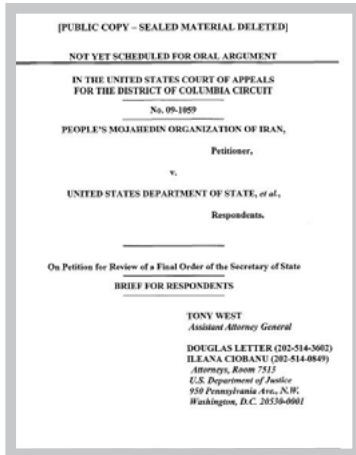 [PUBLIC COPY – SEALED MATERIAL DELETED]
NOT YET SCHEDULED FOR ORAL ARGUMENT
IN THE UNITED STATES COURT OF APPEALS
FOR THE DISTRICT OF COLUMBIA CIRCUIT
No. 09-1059
PEOPLE'S MOJAHEDIN ORGANIZATION OF IRAN,
Petitioner,
v.
UNITED STATES DEPARTMENT OF STATE, et al.,
Respondents.
On Petition for Review of a Final Order of the Secretary of State
BRIEF FOR RESPONDENTS
TONY WEST
Assistant Attorney General
DOUGLAS LETTER (202-514-3602)
ILEANA CIOBANU (202-514-0849)
Attorneys, Room 7513
U.S. Department of Justice
950 Pennsylvania Ave., N.W.
Washington, D.C. 20530-0001